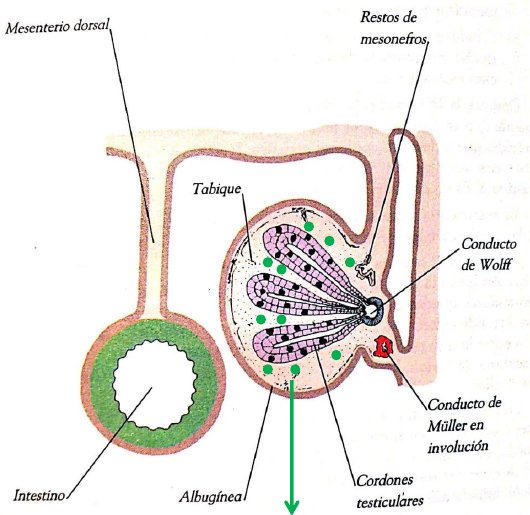 Mesenterio dorsal
Restos de
mesonefros
Tabique
Conducto
de Wolff
Conducto de
Müller en
involución
Intestino
Albugínea
Cordones
testiculares